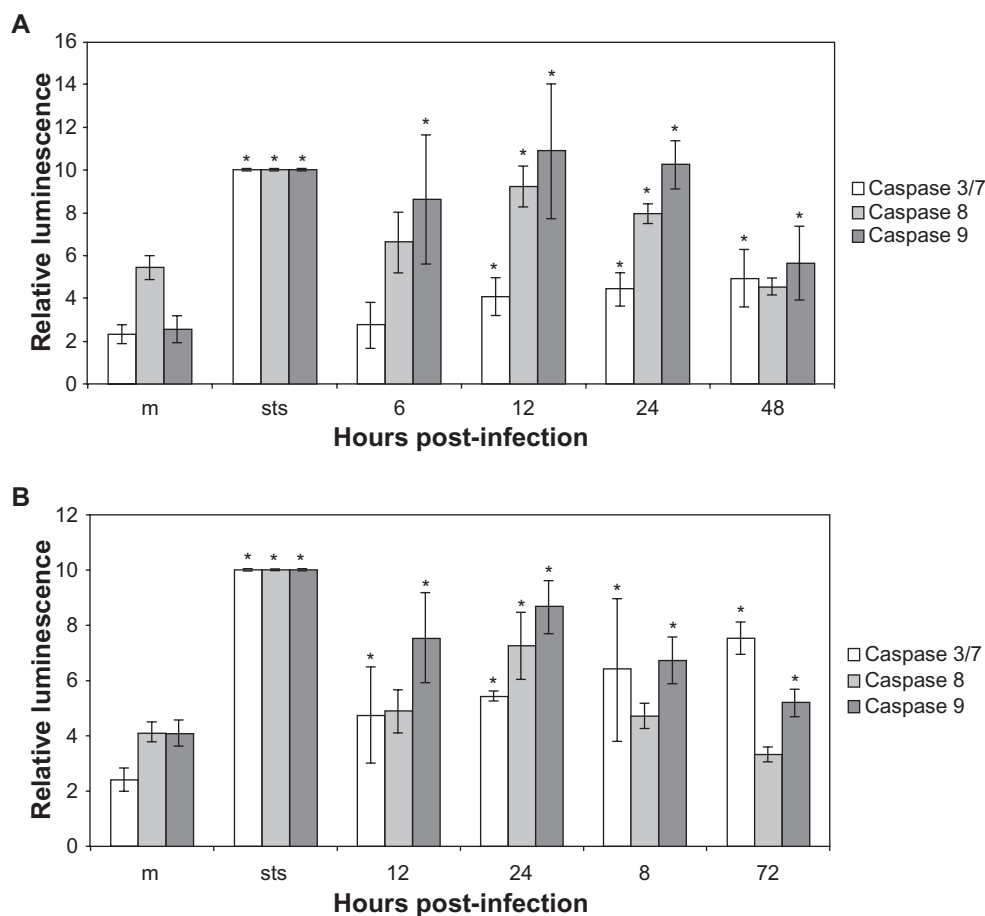 A
16
14
12
10
8
6
4
2
0
Relative luminescence
* * *
*
* *
* * *
* * *
* *
m sts 6 12 24 48
Hours post-infection
Caspase 3/7
Caspase 8
Caspase 9
B
12
10
8
6
4
2
0
Relative luminescence
* * *
* *
* * *
* *
* *
m sts 12 24 8 72
Hours post-infection
Caspase 3/7
Caspase 8
Caspase 9